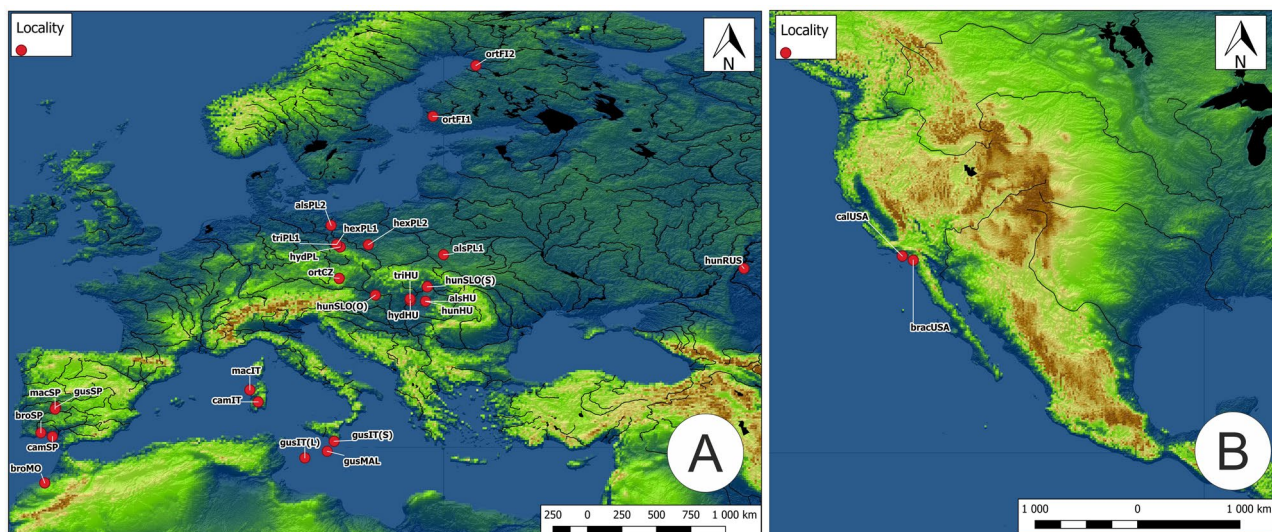 Locality
N
ortFI2
ortFI1
alsPL2
hexPL1
hexPL2
triPL1
hydPL
alsPL1
hunRUS
ortCZ
triHU
hunSLO(S)
hunSLO(O)
alsHU
hydHU
hunHU
macIT
macSP
gusSP
camIT
broSP
camSP
gusIT(S)
gusIT(L)
gusMAL
broMO
A
250 0 250 500 750 1 000 km
Locality
N
calUSA
bracUSA
B
1 000 0 1 000 km